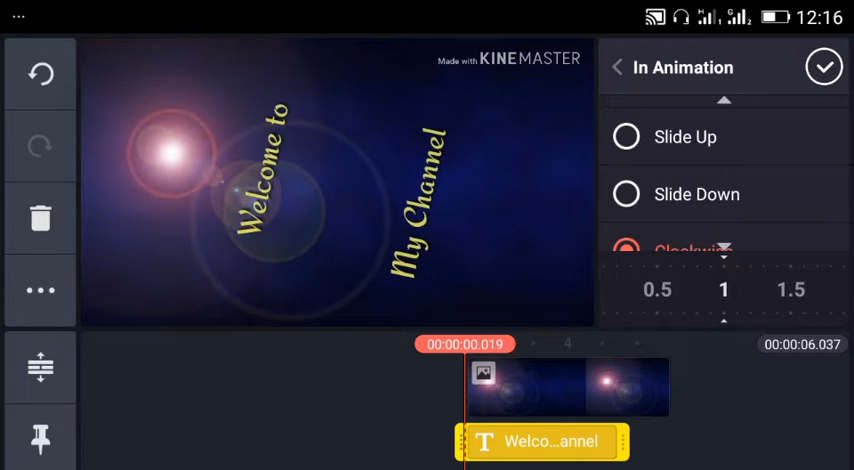 12:16
Made with KINEMASTER
Welcome to
My Channel
In Animation
Slide Up
Slide Down
Clockwise
0.5 1 1.5
00:00:00.019
4
00:00:06.037
T Welco...annel